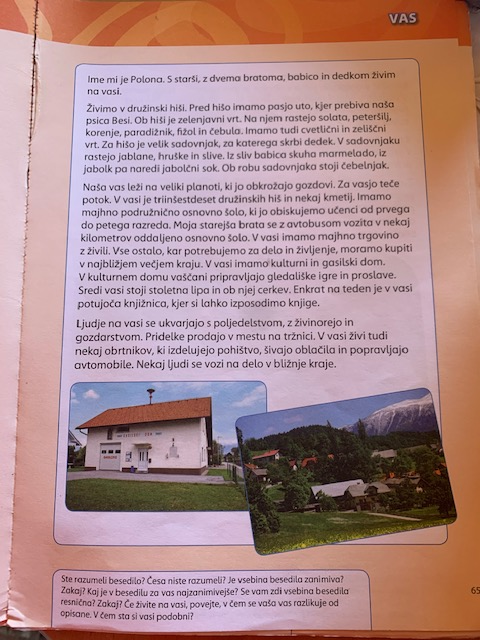 VAS
Ime mi je Polona. S starši, z dvema bratoma, babico in dedkom živim
na vasi.
Živimo v družinski hiši. Pred hišo imamo pasjo uto, kjer prebiva naša
psica Besi. Ob hiši je zelenjavni vrt. Na njem rastejo solata, peteršilj,
korenje, paradižnik, fižol in čebula. Imamo tudi cvetlični in zeliščni
vrt. Za hišo je velik sadovnjak, za katerega skrbi dedek. V sadovnjaku
rastejo jablane, hruške in slive. Iz sliv babica skuha marmelado, iz
jabolk pa naredi jabolčni sok. Ob robu sadovnjaka stoji čebelnjak.
Naša vas leži na veliki planoti, ki jo obkrožajo gozdovi. Za vasjo teče
potok. V vasi je triinšestdeset družinskih hiš in nekaj kmetij. Imamo
majhno podružnično osnovno šolo, ki jo obiskujemo učenci od prvega
do petega razreda. Moja starejša brata se z avtobusom vozita v nekaj
kilometrov oddaljeno osnovno šolo. V vasi imamo majhno trgovino
z živili. Vse ostalo, kar potrebujemo za delo in življenje, moramo kupiti
v najbližjem večjem kraju. V vasi imamo kulturni in gasilski dom.
V kulturnem domu vaščani pripravljajo gledališke igre in proslave.
Sredi vasi stoji stoletna lipa in ob njej cerkev. Enkrat na teden je v vasi
potujoča knjižnica, kjer si lahko izposodimo knjige.
Ljudje na vasi se ukvarjajo s poljedelstvom, z živinorejo in
gozdarstvom. Pridelke prodajo v mestu na tržnici. V vasi živi tudi
nekaj obrtnikov, ki izdelujejo pohištvo, šivajo oblačila in popravljajo
avtomobile. Nekaj ljudi se vozi na delo v bližnje kraje.
Ste razumeli besedilo? Česa niste razumeli? Je vsebina besedila zanimiva?
Zakaj? Kaj je v besedilu za vas najzanimivejše? Se vam zdi vsebina besedila
resnična? Zakaj? Če živite na vasi, povejte, v čem se vaša vas razlikuje od
opisane. V čem sta si vasi podobni?
65